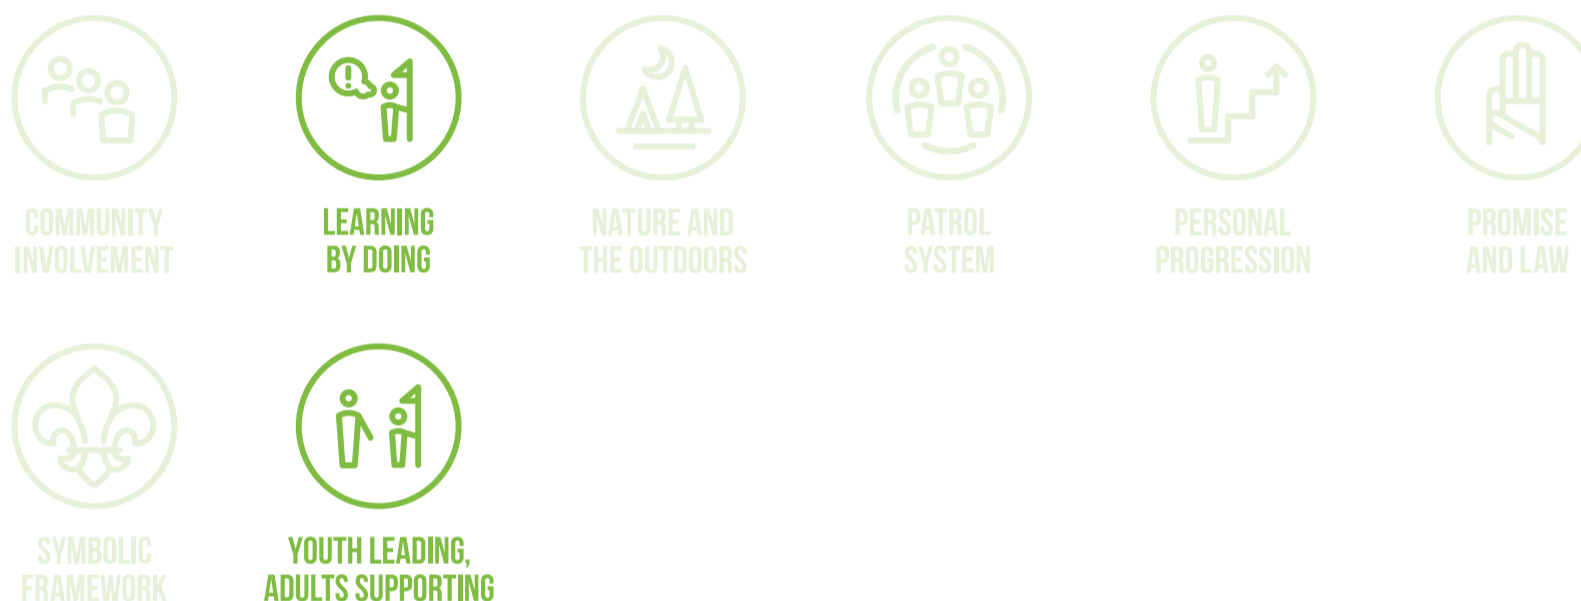 COMMUNITY
INVOLVEMENT
LEARNING
BY DOING
NATURE AND
THE OUTDOORS
PATROL
SYSTEM
PERSONAL
PROGRESSION
PROMISE
AND LAW
SYMBOLIC
FRAMEWORK
YOUTH LEADING,
ADULTS SUPPORTING